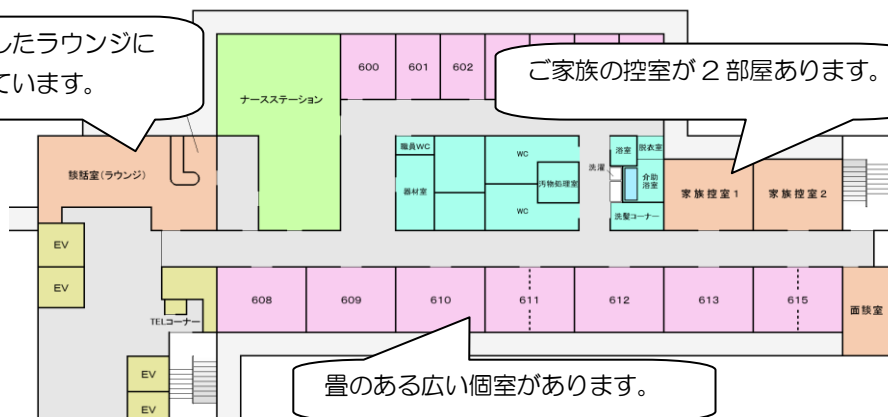 したラウンジに
ています。
ご家族の控室が２部屋あります。
600
601
602
ナースステーション
職員WC
WC
浴室
脱衣室
洗濯
談話室(ラウンジ)
器材室
汚物処理室
介助
浴室
家族控室１
家族控室２
WC
洗髪コーナー
EV
EV
608
609
610
611
612
613
615
面談室
TELコーナー
EV
EV
畳のある広い個室があります。